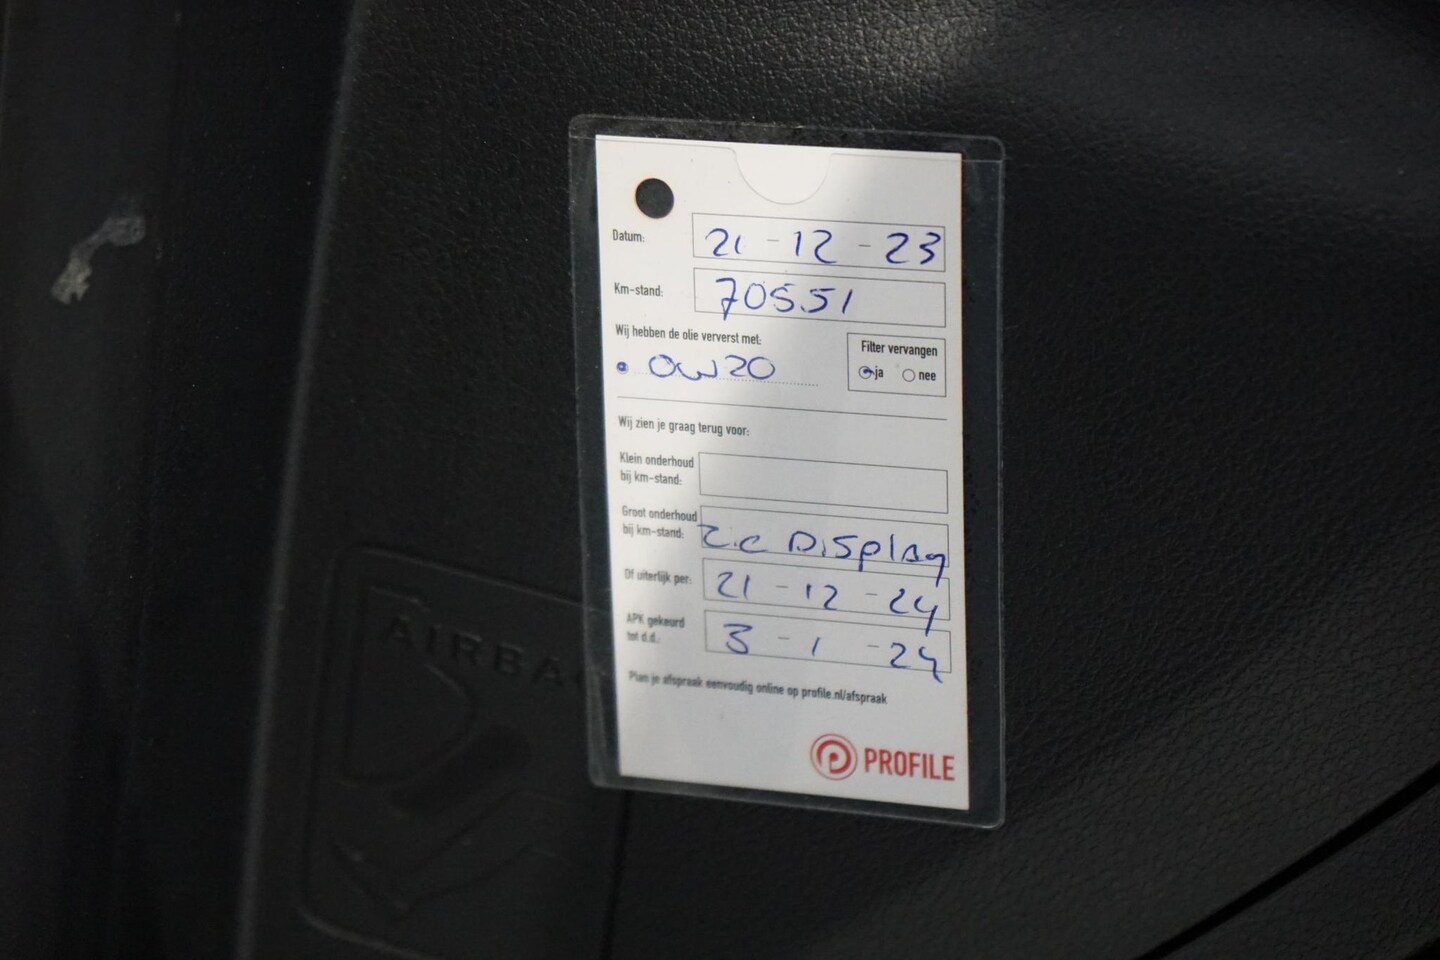 Datum: 21 - 12 - 23
Km-stand: 70551
Wij hebben de olie ververst met:
0W20
Filter vervangen
ja nee
Wij zien je graag terug voor:
Klein onderhoud
bij km-stand:
Groot onderhoud
bij km-stand: Z.e DiSplay
Of uiterlijk per: 21 - 12 - 24
APK gekeurd
tot d.d.: 3 - 1 - 24
Plan je afspraak eenvoudig online op profile.nl/afspraak
PROFILE
AIRBAG